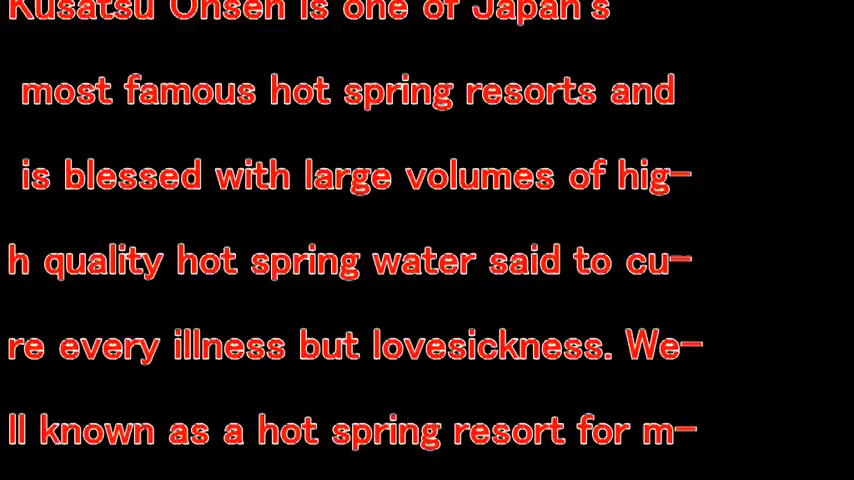 Kusatsu Onsen is one of Japan's
most famous hot spring resorts and
is blessed with large volumes of hig-
h quality hot spring water said to cu-
re every illness but lovesickness. We-
ll known as a hot spring resort for m-